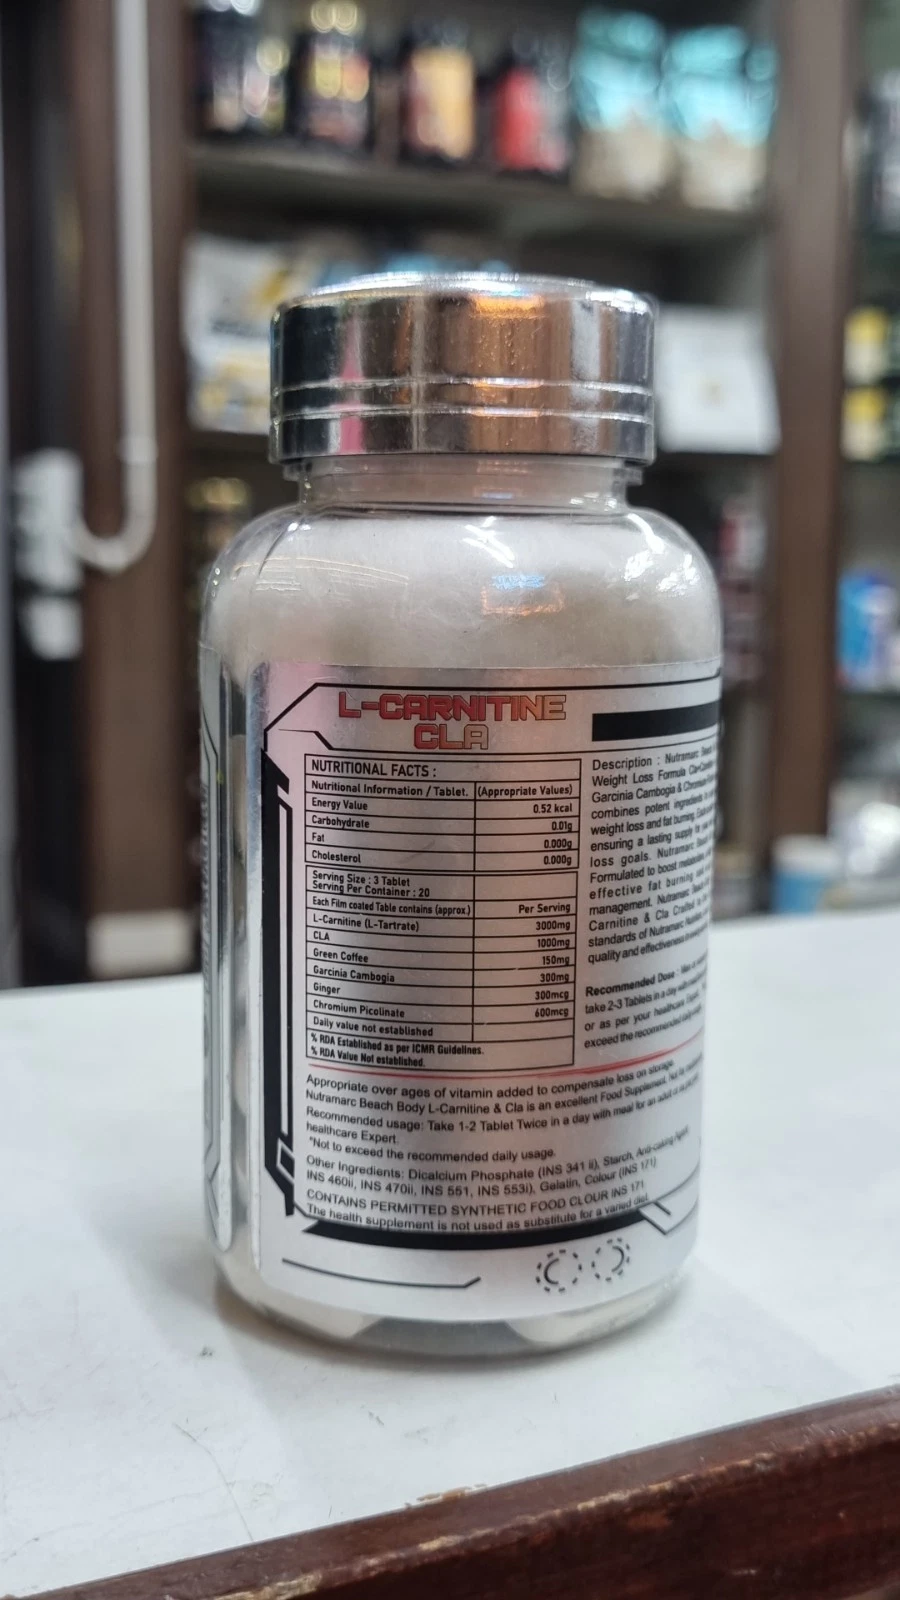 L-CARNITINE
CLA
NUTRITIONAL FACTS :
Nutritional Information / Tablet. (Appropriate Values)
Energy Value 0.52 kcal
Carbohydrate 0.01g
Fat 0.000g
Cholesterol 0.000g
Serving Size : 3 Tablet
Serving Per Container : 20
Each Film coated Table contains (approx) Per Serving
L-Carnitine (L-Tartrate) 3000mg
CLA 1000mg
Green Coffee 150mg
Garcinia Cambogia 300mg
Ginger 300mcg
Chromium Picolinate 600mcg
Daily value not established
% RDA Established as per ICMR Guidelines.
% RDA Value Not established.
Description : Nutramarc Beach
Weight Loss Formula
Garcinia Cambogia & Chromium
combines potent ingredients
weight loss and fat burning.
ensuring a lasting supply
loss goals. Nutramarc
Formulated to boost
effective fat burning
management. Nutramarc
Carnitine & Cla
standards of Nutramarc
quality and effectiveness
Recommended Dose :
take 2-3 Tablets in a day with
or as per your healthcare
exceed the recommended
Appropriate over ages of vitamin added to compensate loss on storage.
Nutramarc Beach Body L-Carnitine & Cla is an excellent Food Supplement.
Recommended usage: Take 1-2 Tablet Twice in a day with meal for an adult
healthcare Expert.
*Not to exceed the recommended daily usage.
Other Ingredients: Dicalcium Phosphate (INS 341 ii), Starch, Anti-caking Agent
INS 460ii, INS 470ii, INS 551, INS 553i), Gelatin, Colour (INS 171)
CONTAINS PERMITTED SYNTHETIC FOOD CLOUR INS 171
The health supplement is not used as substitute for a varied diet.